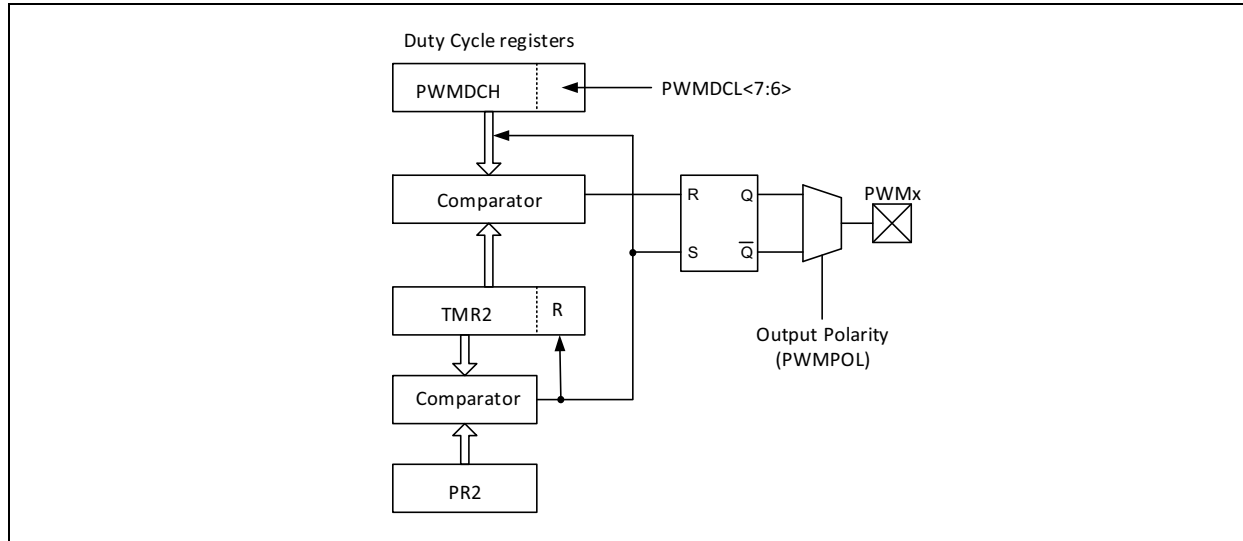 Duty Cycle registers
PWMDCH
PWMDCL<7:6>
Comparator
R
Q
PWMx
S
Q̅
TMR2
R
Output Polarity
(PWMPOL)
Comparator
PR2